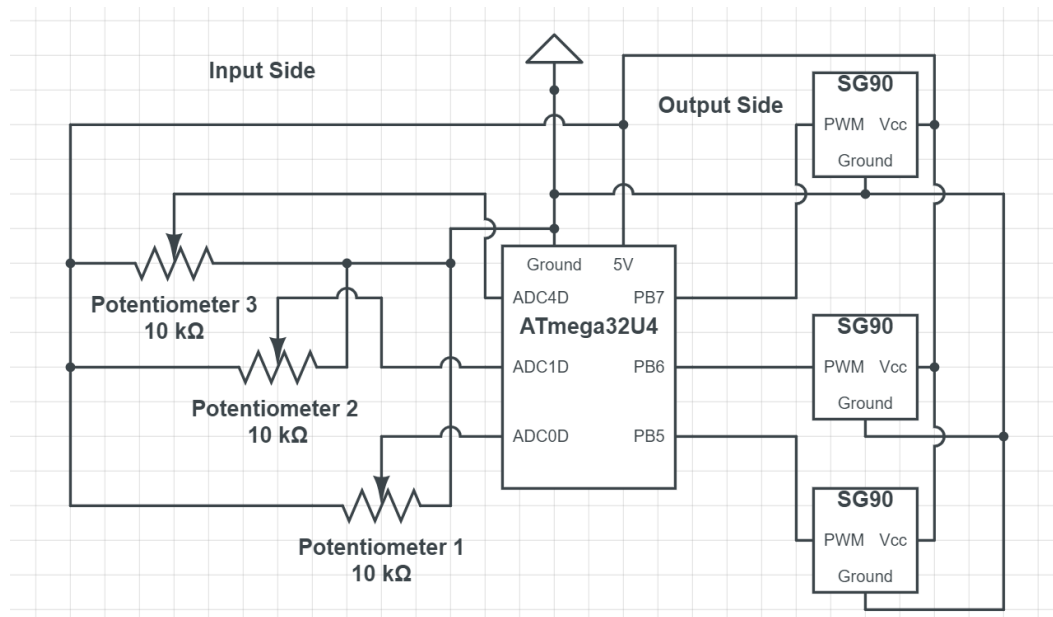 Input Side
Output Side
SG90
PWM Vcc
Ground
Ground 5V
ADC4D PB7
ATmega32U4
ADC1D PB6
ADC0D PB5
Potentiometer 3
10 kΩ
Potentiometer 2
10 kΩ
Potentiometer 1
10 kΩ
SG90
PWM Vcc
Ground
SG90
PWM Vcc
Ground